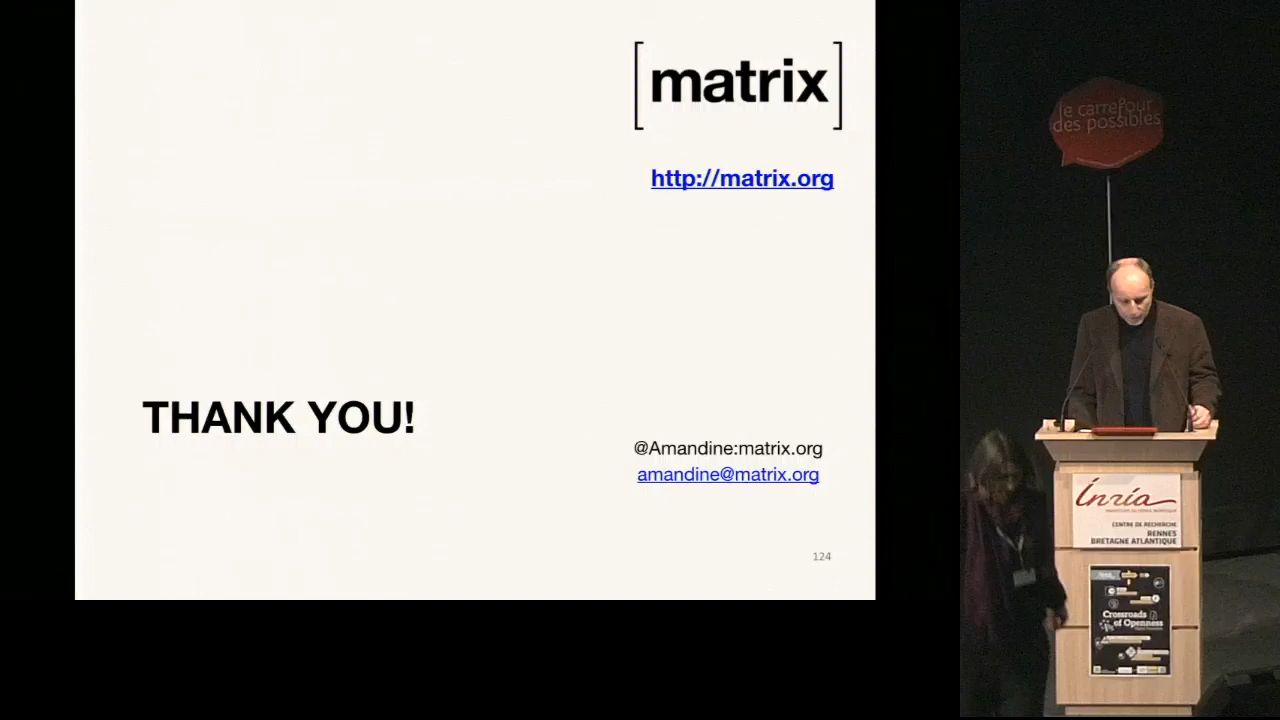 [matrix]
http://matrix.org
THANK YOU!
@Amandine:matrix.org
amandine@matrix.org
124
le carrefour
des possibles
Inria
CENTRE DE RECHERCHE
RENNES
BRETAGNE ATLANTIQUE
Crossroads
of Openness